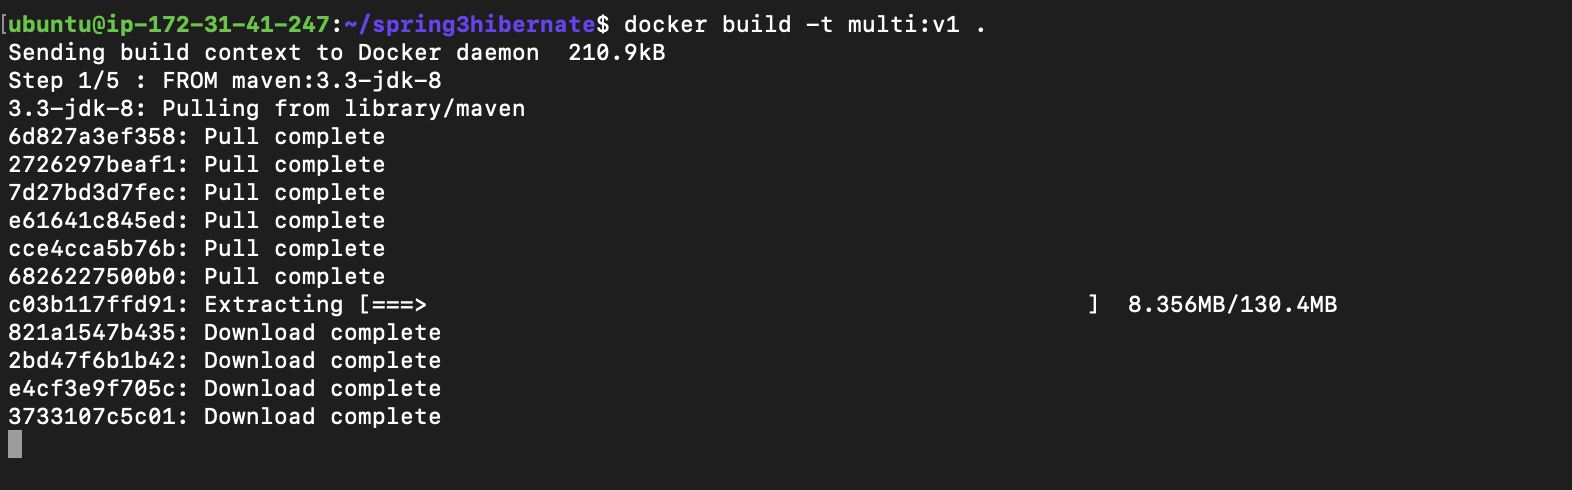 [ubuntu@ip-172-31-41-247:~/spring3hibernate$ docker build -t multi:v1 .
Sending build context to Docker daemon  210.9kB
Step 1/5 : FROM maven:3.3-jdk-8
3.3-jdk-8: Pulling from library/maven
6d827a3ef358: Pull complete
2726297beaf1: Pull complete
7d27bd3d7fec: Pull complete
e61641c845ed: Pull complete
cce4cca5b76b: Pull complete
6826227500b0: Pull complete
c03b117ffd91: Extracting [===>                                               ]  8.356MB/130.4MB
821a1547b435: Download complete
2bd47f6b1b42: Download complete
e4cf3e9f705c: Download complete
3733107c5c01: Download complete